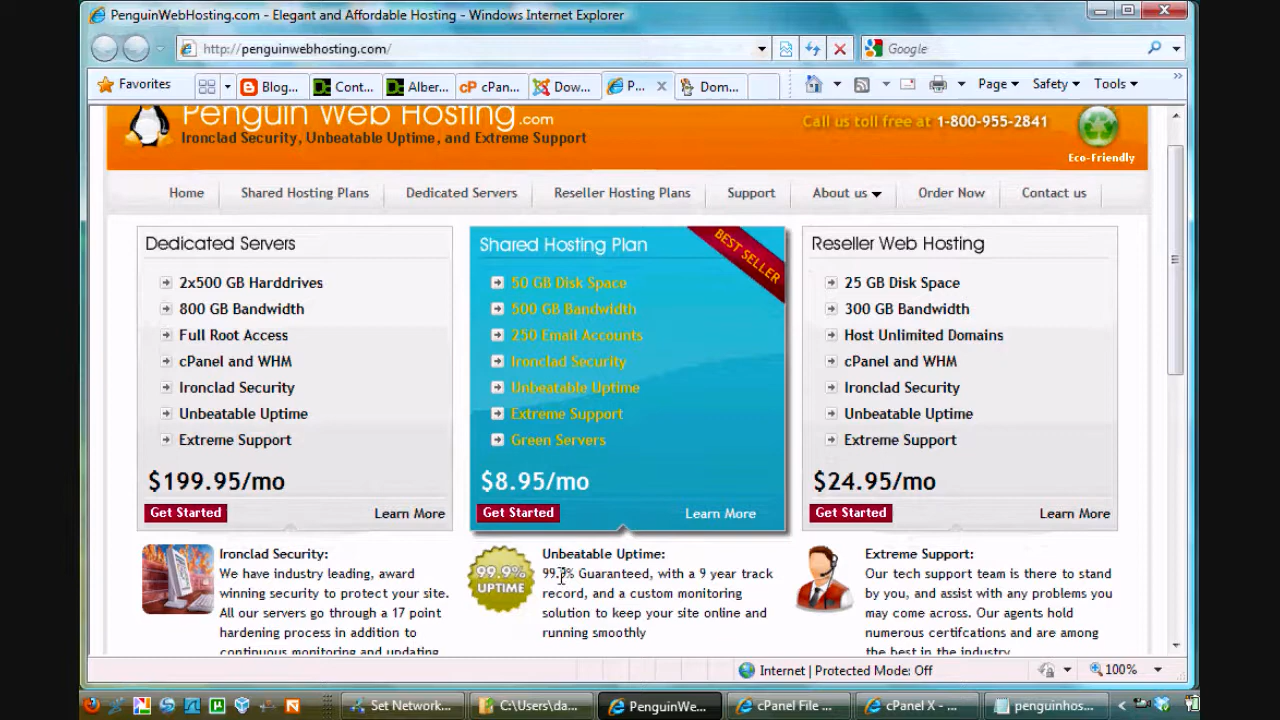 PenguinWebHosting.com - Elegant and Affordable Hosting - Windows Internet Explorer
http://penguinwebhosting.com/
Google
Favorites
Blog...
Cont...
Alber...
cPan...
Dow...
P...
Dom...
Page
Safety
Tools
Penguin Web Hosting.com
Ironclad Security, Unbeatable Uptime, and Extreme Support
Call us toll free at 1-800-955-2841
Eco-Friendly
Home
Shared Hosting Plans
Dedicated Servers
Reseller Hosting Plans
Support
About us
Order Now
Contact us
Dedicated Servers
2x500 GB Harddrives
800 GB Bandwidth
Full Root Access
cPanel and WHM
Ironclad Security
Unbeatable Uptime
Extreme Support
$199.95/mo
Get Started
Learn More
Shared Hosting Plan
BEST SELLER
50 GB Disk Space
500 GB Bandwidth
250 Email Accounts
Ironclad Security
Unbeatable Uptime
Extreme Support
Green Servers
$8.95/mo
Get Started
Learn More
Reseller Web Hosting
25 GB Disk Space
300 GB Bandwidth
Host Unlimited Domains
cPanel and WHM
Ironclad Security
Unbeatable Uptime
Extreme Support
$24.95/mo
Get Started
Learn More
Ironclad Security:
We have industry leading, award
winning security to protect your site.
All our servers go through a 17 point
hardening process in addition to
continuous monitoring and updating
99.9%
UPTIME
Unbeatable Uptime:
99.9% Guaranteed, with a 9 year track
record, and a custom monitoring
solution to keep your site online and
running smoothly
Extreme Support:
Our tech support team is there to stand
by you, and assist with any problems you
may come across. Our agents hold
numerous certifcations and are among
the best in the industry
Internet | Protected Mode: Off
100%
Set Network...
C:\Users\da...
PenguinWe...
cPanel File ...
cPanel X - ...
penguinhos...